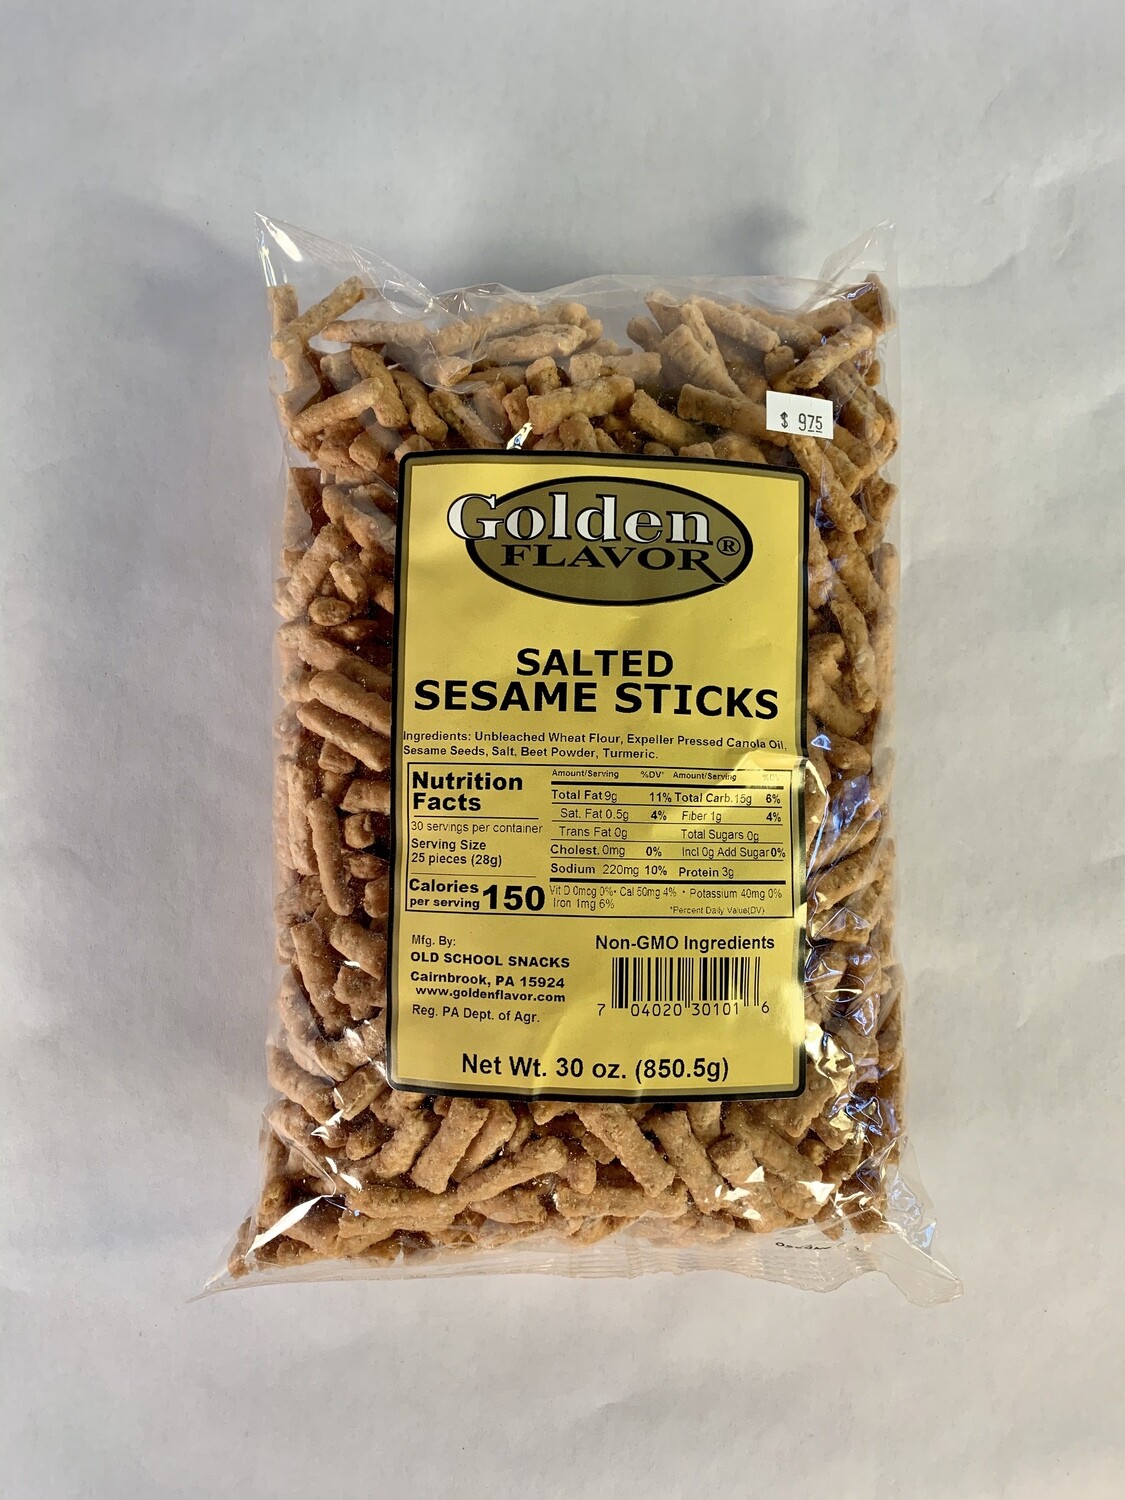 $ 9.75
Golden®
FLAVOR
SALTED
SESAME STICKS
Ingredients: Unbleached Wheat Flour, Expeller Pressed Canola Oil,
Sesame Seeds, Salt, Beet Powder, Turmeric.
Nutrition
Facts
30 servings per container
Serving Size
25 pieces (28g)
Calories
per serving 150
Amount/Serving %DV* Amount/Serving %DV*
Total Fat 9g 11% Total Carb. 15g 6%
Sat. Fat 0.5g 4% Fiber 1g 4%
Trans Fat 0g Total Sugars 0g
Cholest. 0mg 0% Incl 0g Add Sugar 0%
Sodium 220mg 10% Protein 3g
Vit D 0mcg 0% • Cal 50mg 4% • Potassium 40mg 0%
Iron 1mg 6% *Percent Daily Value(DV)
Mfg. By:
OLD SCHOOL SNACKS
Cairnbrook, PA 15924
www.goldenflavor.com
Reg. PA Dept. of Agr.
Non-GMO Ingredients
7 04020 30101 6
Net Wt. 30 oz. (850.5g)